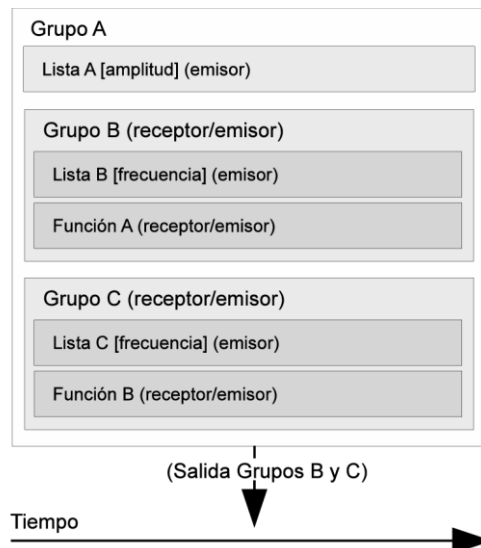 Grupo A
Lista A [amplitud] (emisor)
Grupo B (receptor/emisor)
Lista B [frecuencia] (emisor)
Función A (receptor/emisor)
Grupo C (receptor/emisor)
Lista C [frecuencia] (emisor)
Función B (receptor/emisor)
(Salida Grupos B y C)
Tiempo